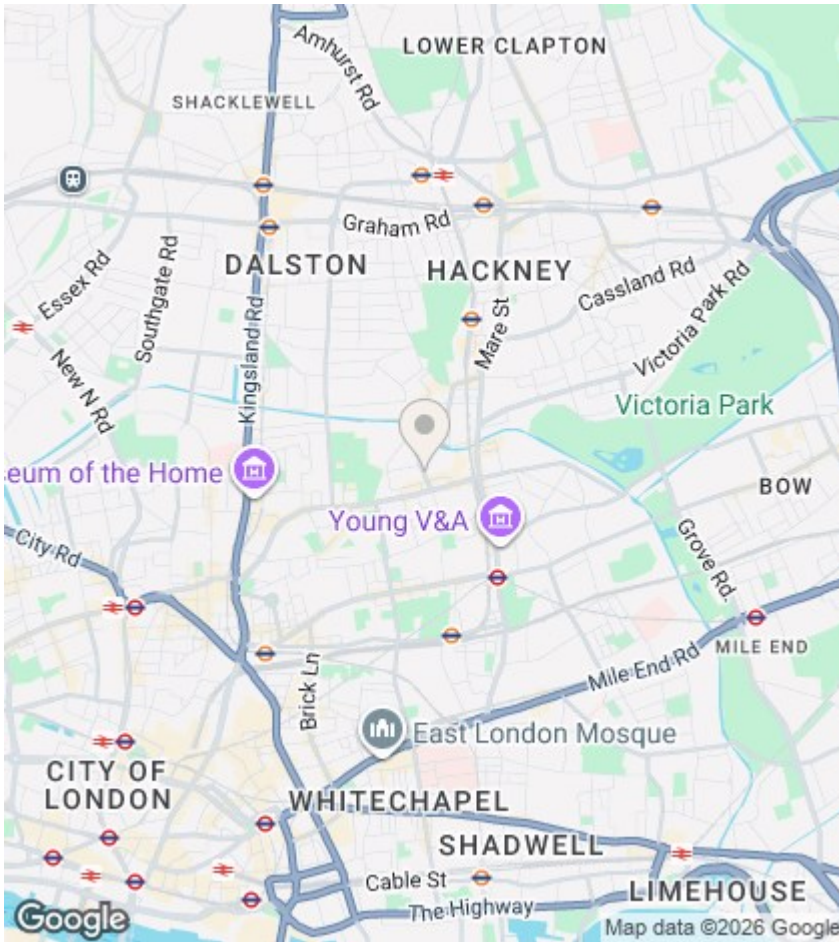 Amhurst Rd
LOWER CLAPTON
SHACKLEWELL
Graham Rd
DALSTON
HACKNEY
Essex Rd
Southgate Rd
Cassland Rd
Victoria Park Rd
Mare St
Kingsland Rd
New N Rd
Victoria Park
eum of the Home
BOW
Young V&A
City Rd
Grove Rd.
MILE END
Mile End Rd
Brick Ln
East London Mosque
CITY OF
LONDON
WHITECHAPEL
SHADWELL
Cable St
LIMEHOUSE
The Highway
Google
Map data ©2026 Google